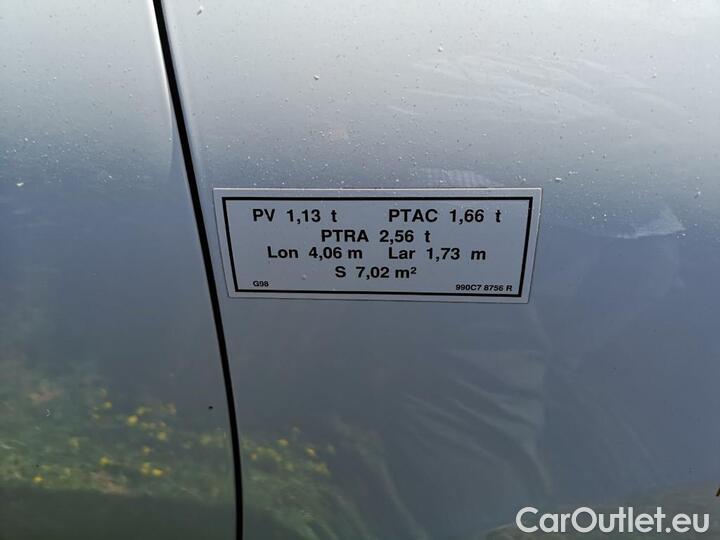 PV 1,13 t PTAC 1,66 t
PTRA 2,56 t
Lon 4,06 m Lar 1,73 m
S 7,02 m²
G98 990C7 8756 R
CarOutlet.eu